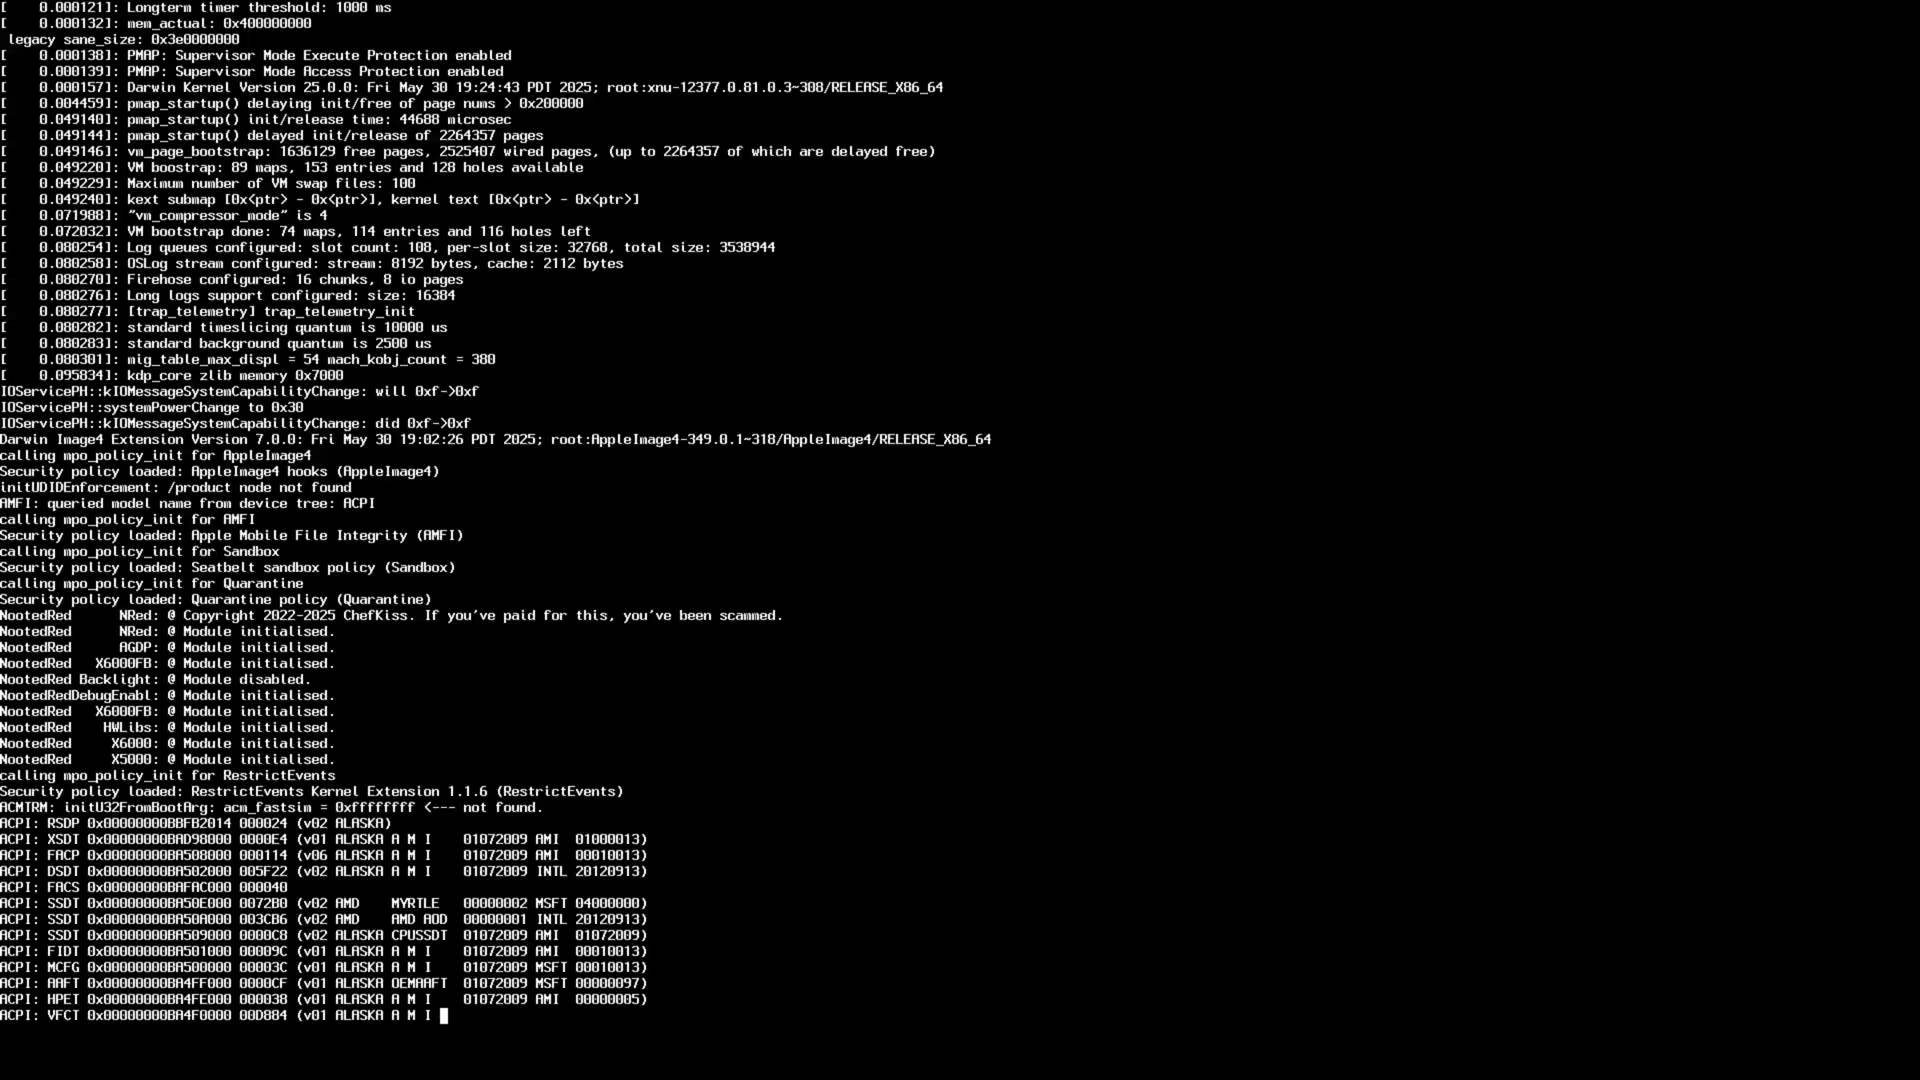 [    0.000121]: Longterm timer threshold: 1000 ms
[    0.000132]: mem_actual: 0x400000000
 legacy sane_size: 0x3e0000000
[    0.000138]: PMAP: Supervisor Mode Execute Protection enabled
[    0.000139]: PMAP: Supervisor Mode Access Protection enabled
[    0.000157]: Darwin Kernel Version 25.0.0: Fri May 30 19:24:43 PDT 2025; root:xnu-12377.0.81.0.3~308/RELEASE_X86_64
[    0.004459]: pmap_startup() delaying init/free of page nums > 0x200000
[    0.049140]: pmap_startup() init/release time: 44688 microsec
[    0.049144]: pmap_startup() delayed init/release of 2264357 pages
[    0.049146]: vm_page_bootstrap: 1636129 free pages, 2525407 wired pages, (up to 2264357 of which are delayed free)
[    0.049220]: VM boostrap: 89 maps, 153 entries and 128 holes available
[    0.049229]: Maximum number of VM swap files: 100
[    0.049240]: kext submap [0x<ptr> - 0x<ptr>], kernel text [0x<ptr> - 0x<ptr>]
[    0.071988]: "vm_compressor_mode" is 4
[    0.072032]: VM bootstrap done: 74 maps, 114 entries and 116 holes left
[    0.080254]: Log queues configured: slot count: 108, per-slot size: 32768, total size: 3538944
[    0.080258]: OSLog stream configured: stream: 8192 bytes, cache: 2112 bytes
[    0.080270]: Firehose configured: 16 chunks, 8 io pages
[    0.080276]: Long logs support configured: size: 16384
[    0.080277]: [trap_telemetry] trap_telemetry_init
[    0.080282]: standard timeslicing quantum is 10000 us
[    0.080283]: standard background quantum is 2500 us
[    0.080301]: mig_table_max_displ = 54 mach_kobj_count = 380
[    0.095834]: kdp_core zlib memory 0x7000
IOServicePH::kIOMessageSystemCapabilityChange: will 0xf->0xf
IOServicePH::systemPowerChange to 0x30
IOServicePH::kIOMessageSystemCapabilityChange: did 0xf->0xf
Darwin Image4 Extension Version 7.0.0: Fri May 30 19:02:26 PDT 2025; root:AppleImage4-349.0.1~318/AppleImage4/RELEASE_X86_64
calling mpo_policy_init for AppleImage4
Security policy loaded: AppleImage4 hooks (AppleImage4)
initUDIDEnforcement: /product node not found
AMFI: queried model name from device tree: ACPI
calling mpo_policy_init for AMFI
Security policy loaded: Apple Mobile File Integrity (AMFI)
calling mpo_policy_init for Sandbox
Security policy loaded: Seatbelt sandbox policy (Sandbox)
calling mpo_policy_init for Quarantine
Security policy loaded: Quarantine policy (Quarantine)
NootedRed      NRed: @ Copyright 2022-2025 ChefKiss. If you've paid for this, you've been scammed.
NootedRed      NRed: @ Module initialised.
NootedRed      AGDP: @ Module initialised.
NootedRed   X6000FB: @ Module initialised.
NootedRed Backlight: @ Module disabled.
NootedRedDebugEnabl: @ Module initialised.
NootedRed   X6000FB: @ Module initialised.
NootedRed    HWLibs: @ Module initialised.
NootedRed     X6000: @ Module initialised.
NootedRed     X5000: @ Module initialised.
calling mpo_policy_init for RestrictEvents
Security policy loaded: RestrictEvents Kernel Extension 1.1.6 (RestrictEvents)
ACMTRM: initU32FromBootArg: acm_fastsim = 0xffffffff <--- not found.
ACPI: RSDP 0x00000000BBFB2014 000024 (v02 ALASKA)
ACPI: XSDT 0x00000000BAD98000 0000E4 (v01 ALASKA A M I    01072009 AMI  01000013)
ACPI: FACP 0x00000000BA508000 000114 (v06 ALASKA A M I    01072009 AMI  00010013)
ACPI: DSDT 0x00000000BA502000 005F22 (v02 ALASKA A M I    01072009 INTL 20120913)
ACPI: FACS 0x00000000BAFAC000 000040
ACPI: SSDT 0x00000000BA50E000 0072B0 (v02 AMD    MYRTLE   00000002 MSFT 04000000)
ACPI: SSDT 0x00000000BA50A000 003CB6 (v02 AMD    AMD AOD  00000001 INTL 20120913)
ACPI: SSDT 0x00000000BA509000 0000C8 (v02 ALASKA CPUSSDT  01072009 AMI  01072009)
ACPI: FIDT 0x00000000BA501000 00009C (v01 ALASKA A M I    01072009 AMI  00010013)
ACPI: MCFG 0x00000000BA500000 00003C (v01 ALASKA A M I    01072009 MSFT 00010013)
ACPI: AAFT 0x00000000BA4FF000 0000CF (v01 ALASKA OEMAAFT  01072009 MSFT 00000097)
ACPI: HPET 0x00000000BA4FE000 000038 (v01 ALASKA A M I    01072009 AMI  00000005)
ACPI: VFCT 0x00000000BA4F0000 00D884 (v01 ALASKA A M I